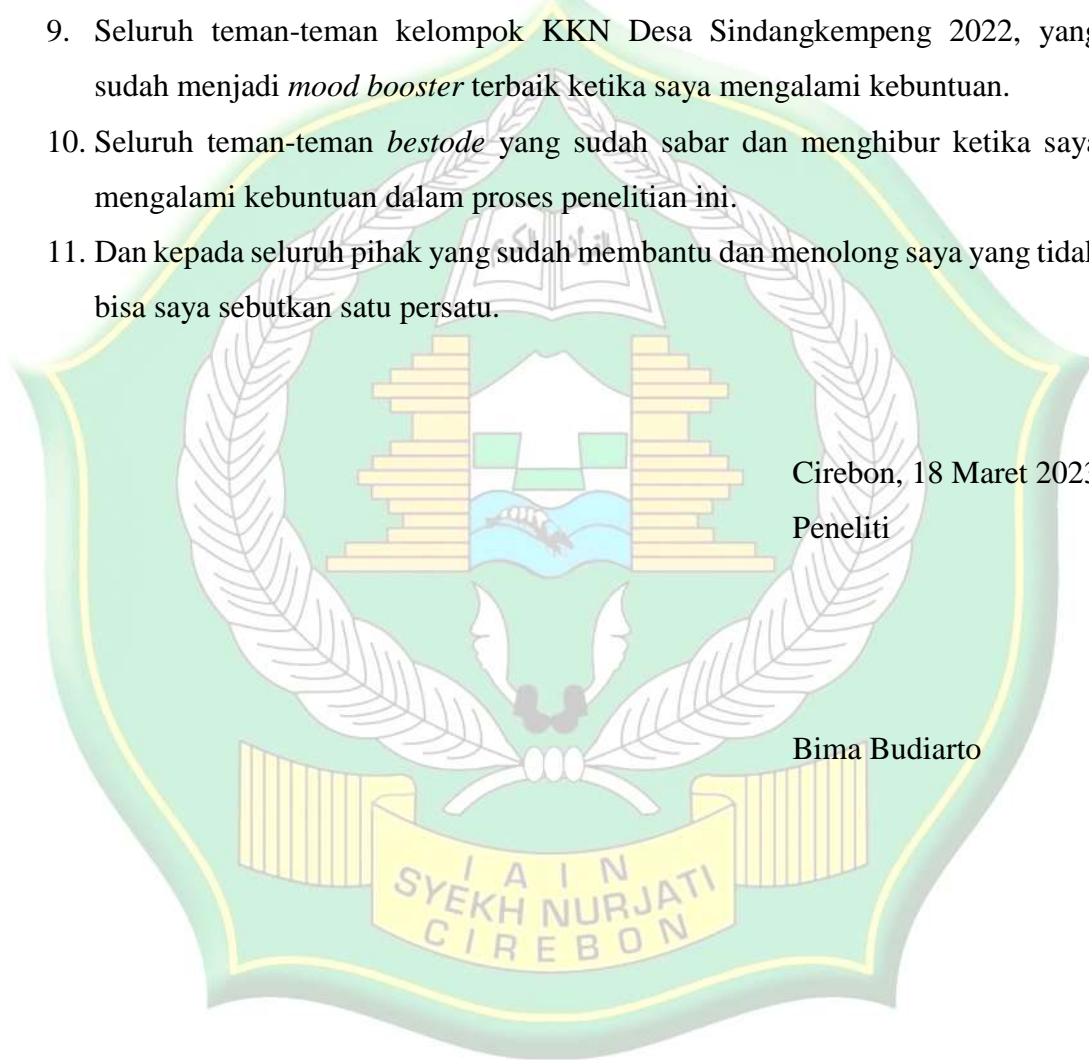 9. Seluruh teman-teman kelompok KKN Desa Sindangkempeng 2022, yang
sudah menjadi mood booster terbaik ketika saya mengalami kebuntuan.
10. Seluruh teman-teman bestode yang sudah sabar dan menghibur ketika saya
mengalami kebuntuan dalam proses penelitian ini.
11. Dan kepada seluruh pihak yang sudah membantu dan menolong saya yang tidak
bisa saya sebutkan satu persatu.
Cirebon, 18 Maret 2023
Peneliti
Bima Budiarto
IAIN
SYEKH NURJATI
CIREBON